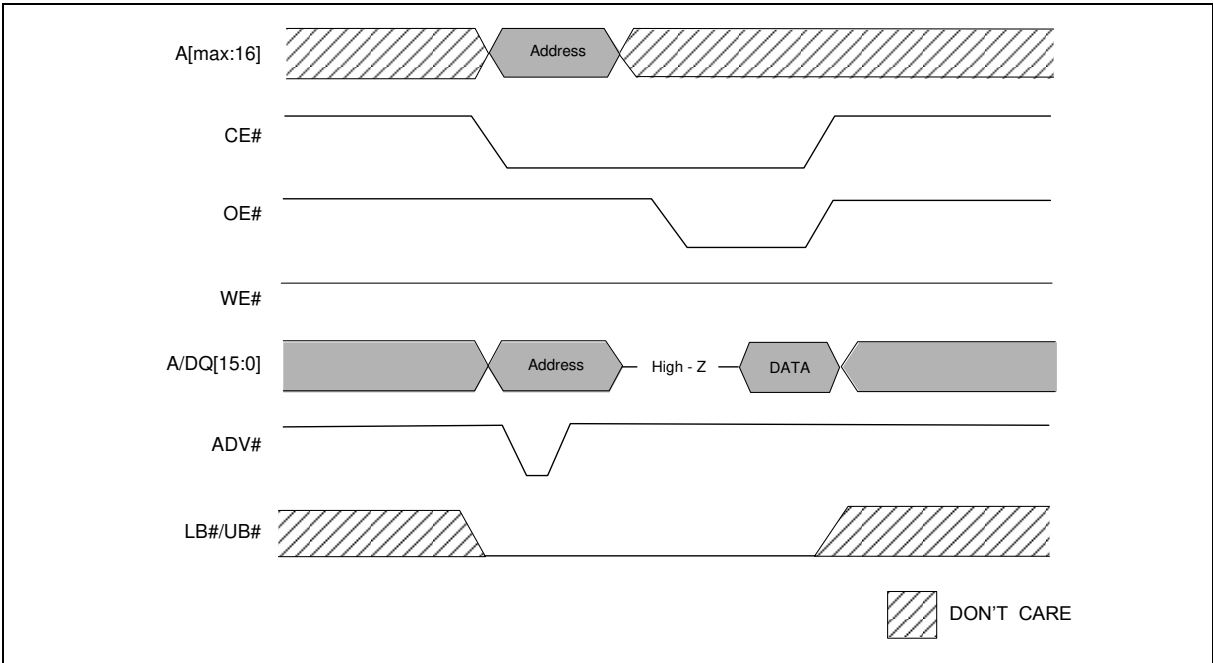 A[max:16]
Address
CE#
OE#
WE#
A/DQ[15:0]
Address
High - Z
DATA
ADV#
LB#/UB#
DON'T CARE